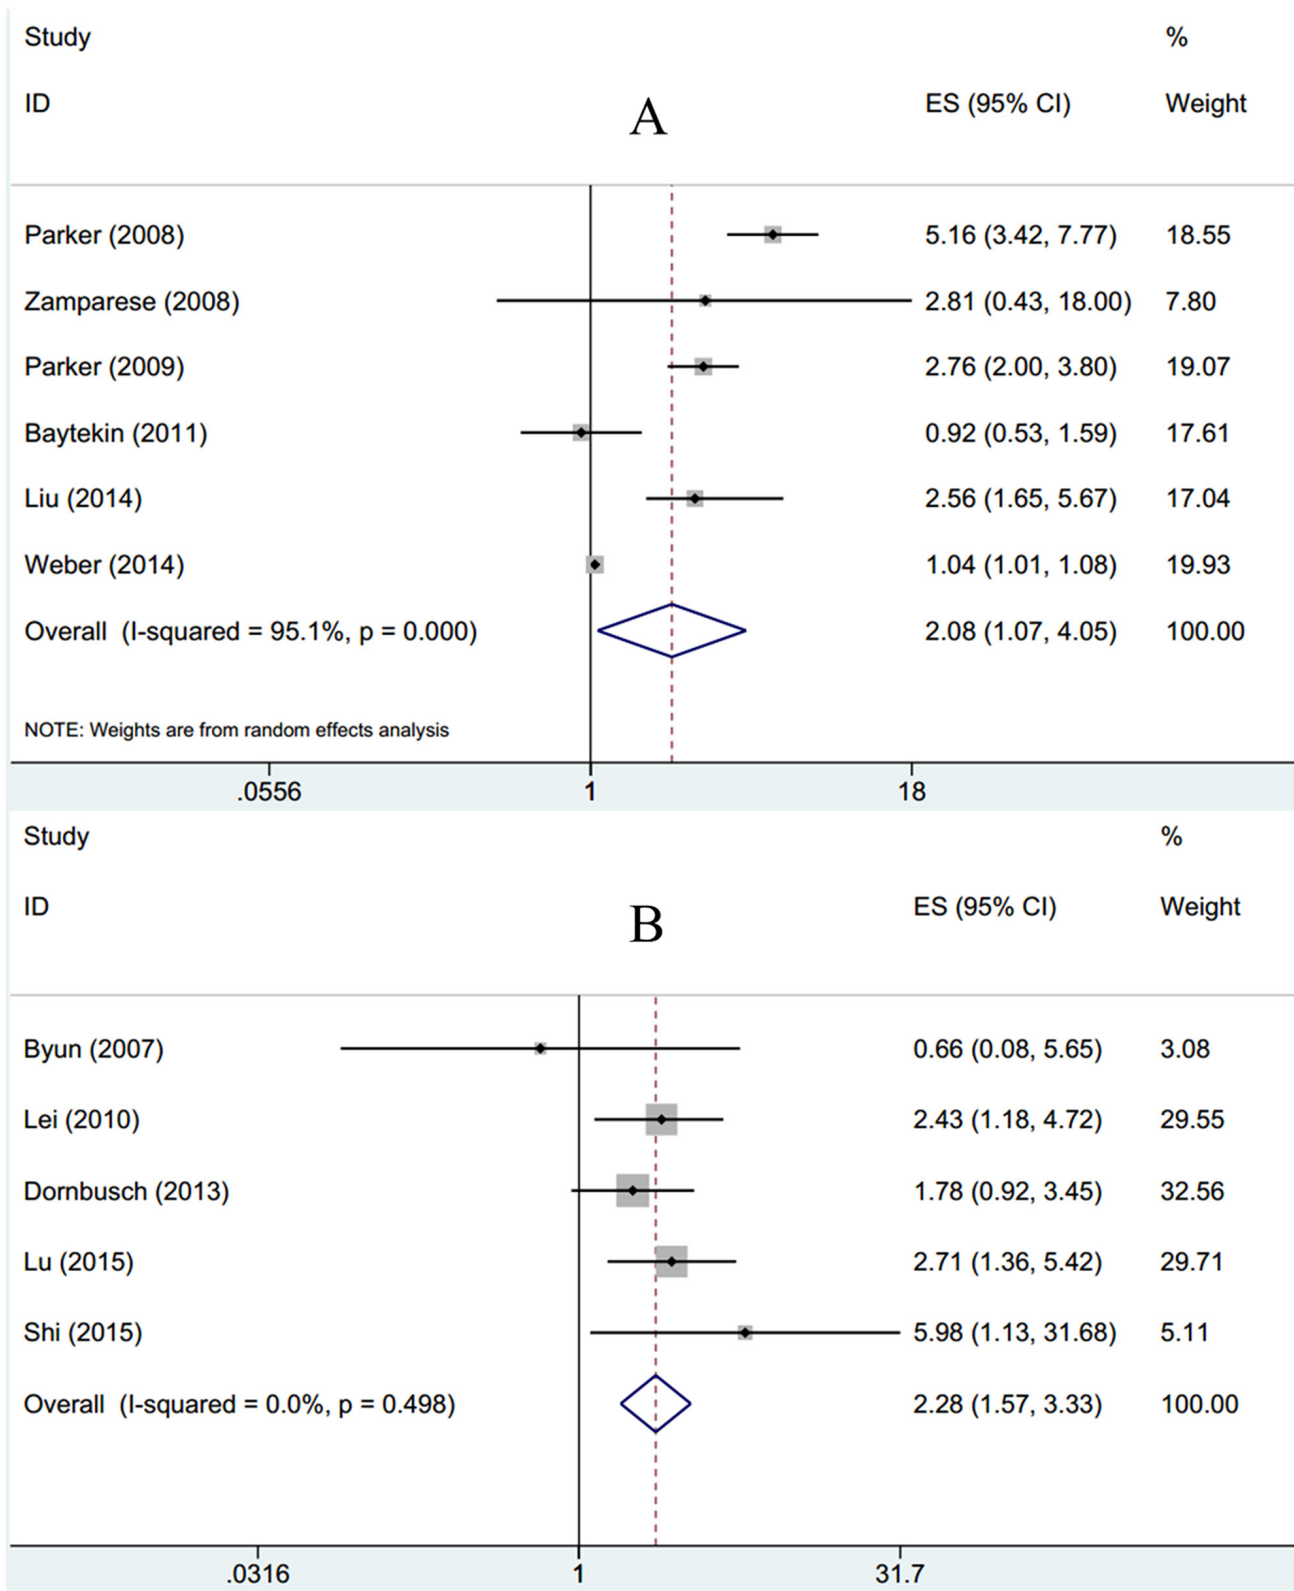 Study %
ID ES (95% CI) Weight
A
Parker (2008) 5.16 (3.42, 7.77) 18.55
Zamparese (2008) 2.81 (0.43, 18.00) 7.80
Parker (2009) 2.76 (2.00, 3.80) 19.07
Baytekin (2011) 0.92 (0.53, 1.59) 17.61
Liu (2014) 2.56 (1.65, 5.67) 17.04
Weber (2014) 1.04 (1.01, 1.08) 19.93
Overall (I-squared = 95.1%, p = 0.000) 2.08 (1.07, 4.05) 100.00
NOTE: Weights are from random effects analysis
.0556 1 18
Study %
ID ES (95% CI) Weight
B
Byun (2007) 0.66 (0.08, 5.65) 3.08
Lei (2010) 2.43 (1.18, 4.72) 29.55
Dornbusch (2013) 1.78 (0.92, 3.45) 32.56
Lu (2015) 2.71 (1.36, 5.42) 29.71
Shi (2015) 5.98 (1.13, 31.68) 5.11
Overall (I-squared = 0.0%, p = 0.498) 2.28 (1.57, 3.33) 100.00
.0316 1 31.7